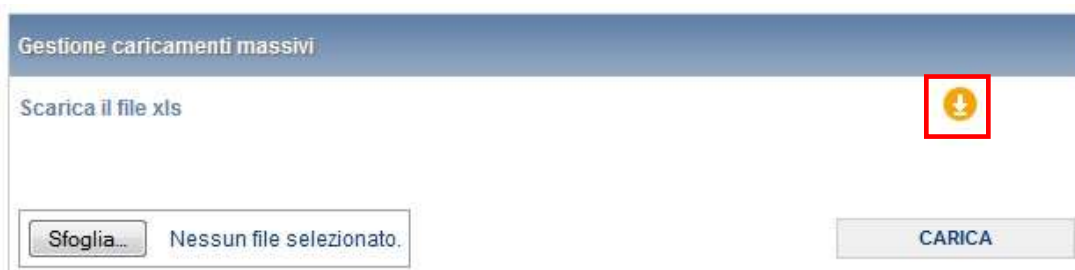 Gestione caricamenti massivi
Scarica il file xls
Sfoglia... Nessun file selezionato. CARICA